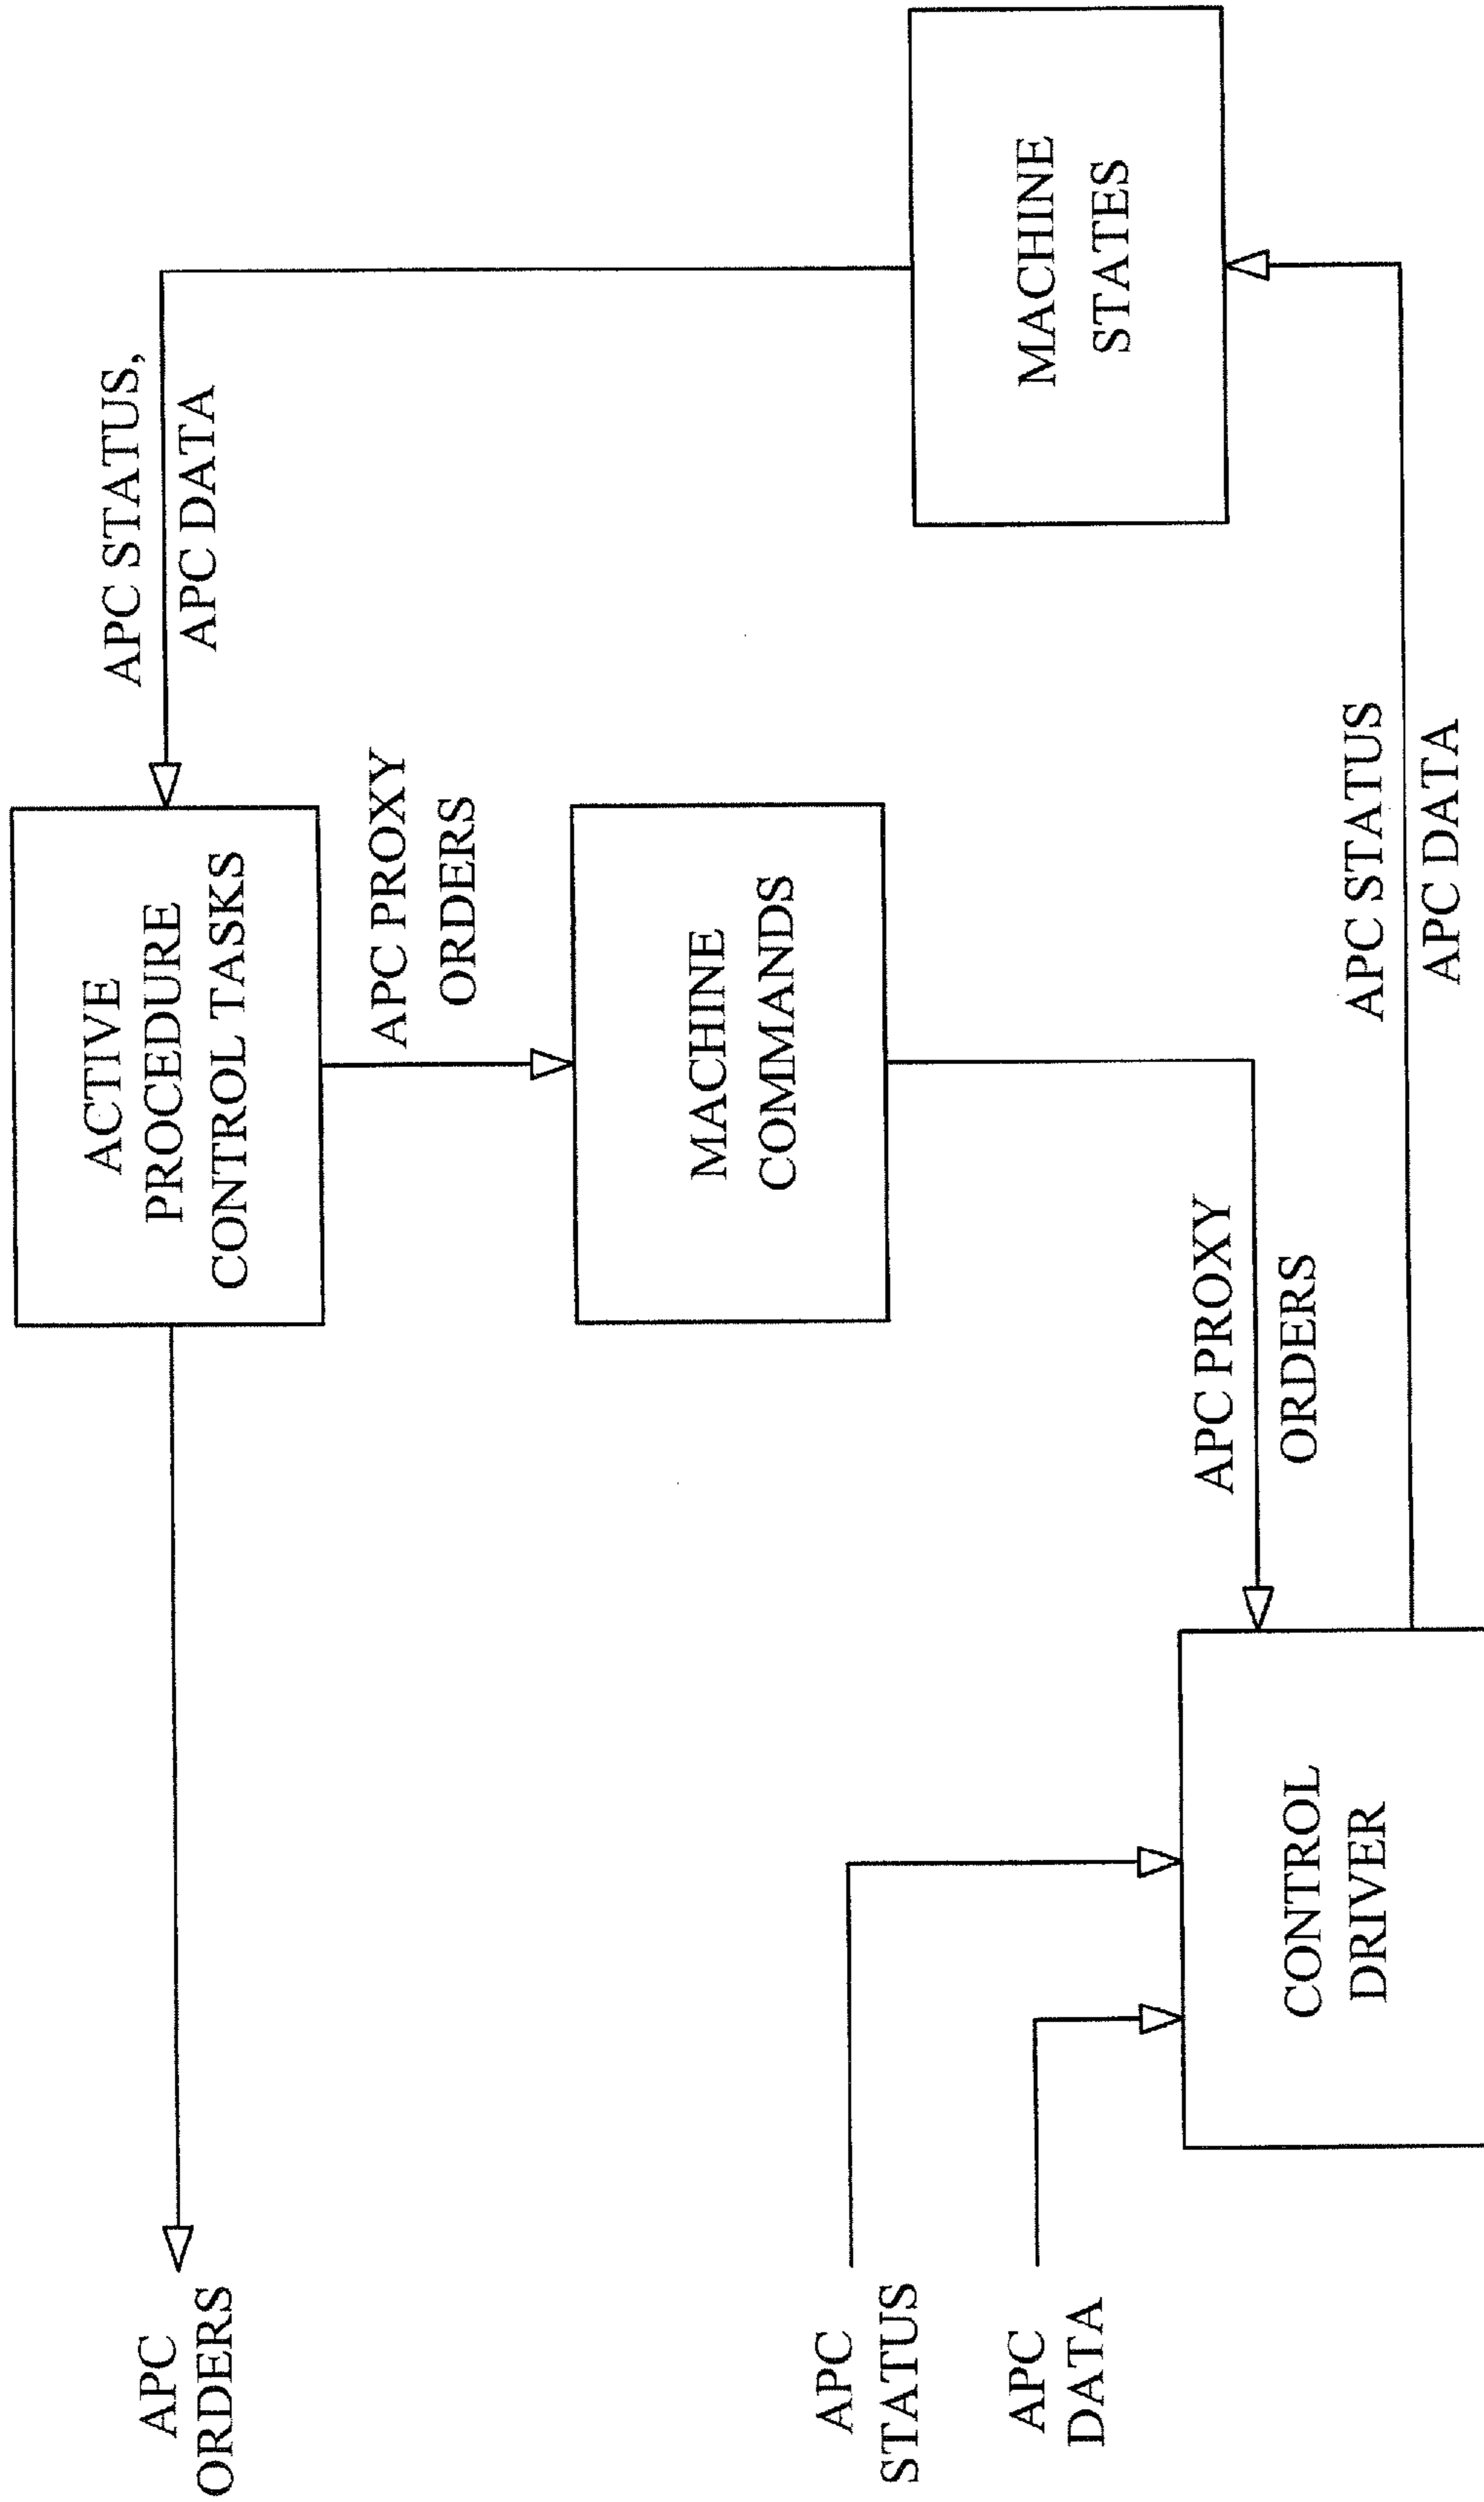 APC STATUS,
APC DATA
ACTIVE
PROCEDURE
CONTROL TASKS
APC
ORDERS
APC PROXY
ORDERS
MACHINE
COMMANDS
MACHINE
STATES
APC
STATUS
APC
DATA
APC PROXY
ORDERS
CONTROL
DRIVER
APC STATUS
APC DATA